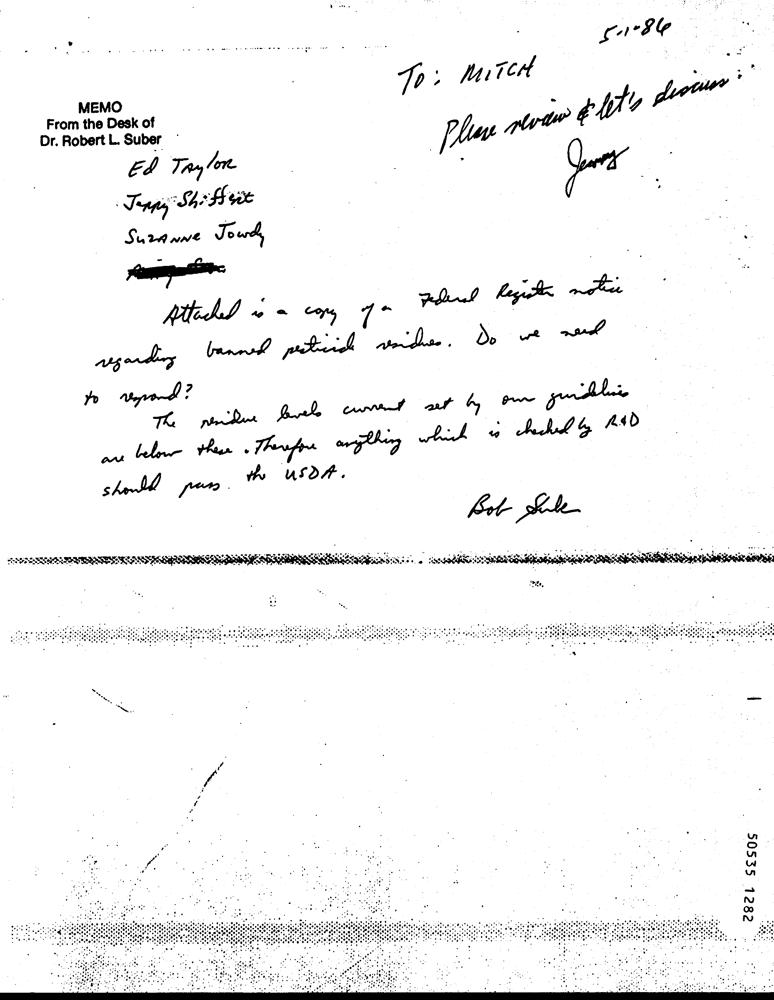 5-1-86
To: MITCH
Please review & let's discuss
Jerry
MEMO
From the Desk of
Dr. Robert L. Suber
Ed Taylor
Jerry
Suzanne Jowdy
Attached is a copy of a Federal Register notice
regarding banned pesticide residues. Do we need
to respond?
The residue levels current set by our guidelines
are below these. Therefore anything which is checked by R&D
should pass the USDA.
Bob Suber
50535 1282